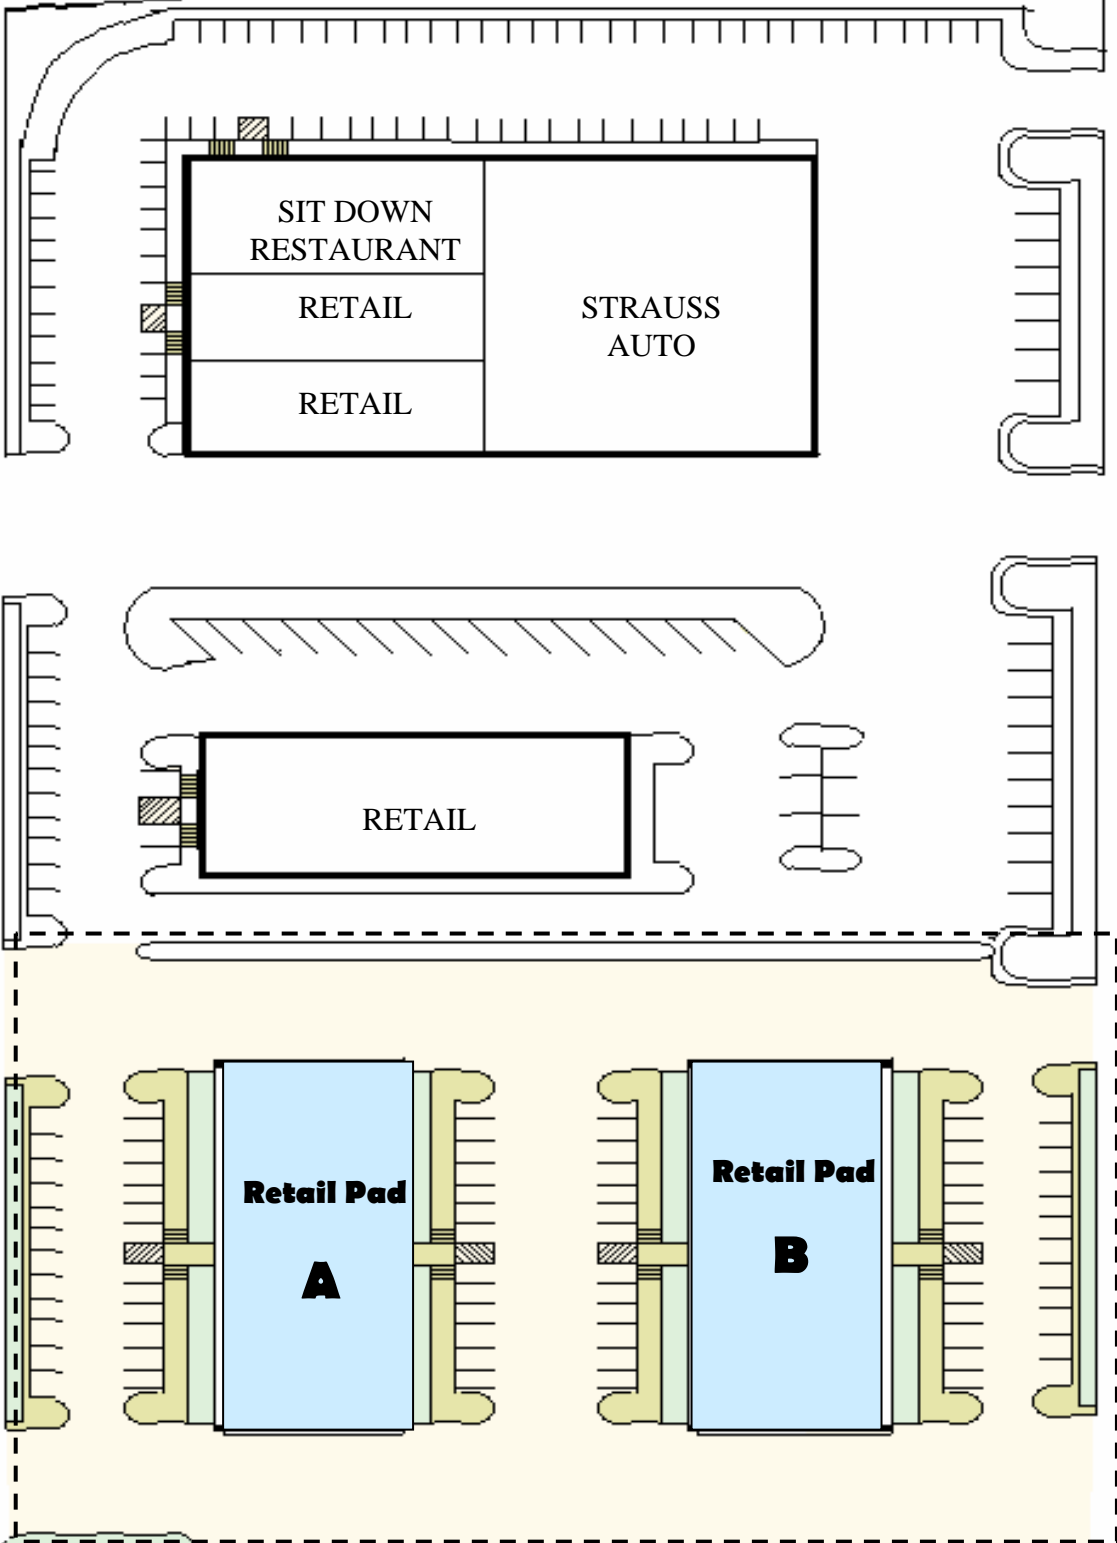 SIT DOWN
RESTAURANT
RETAIL
RETAIL
STRAUSS
AUTO
RETAIL
Retail Pad
A
Retail Pad
B